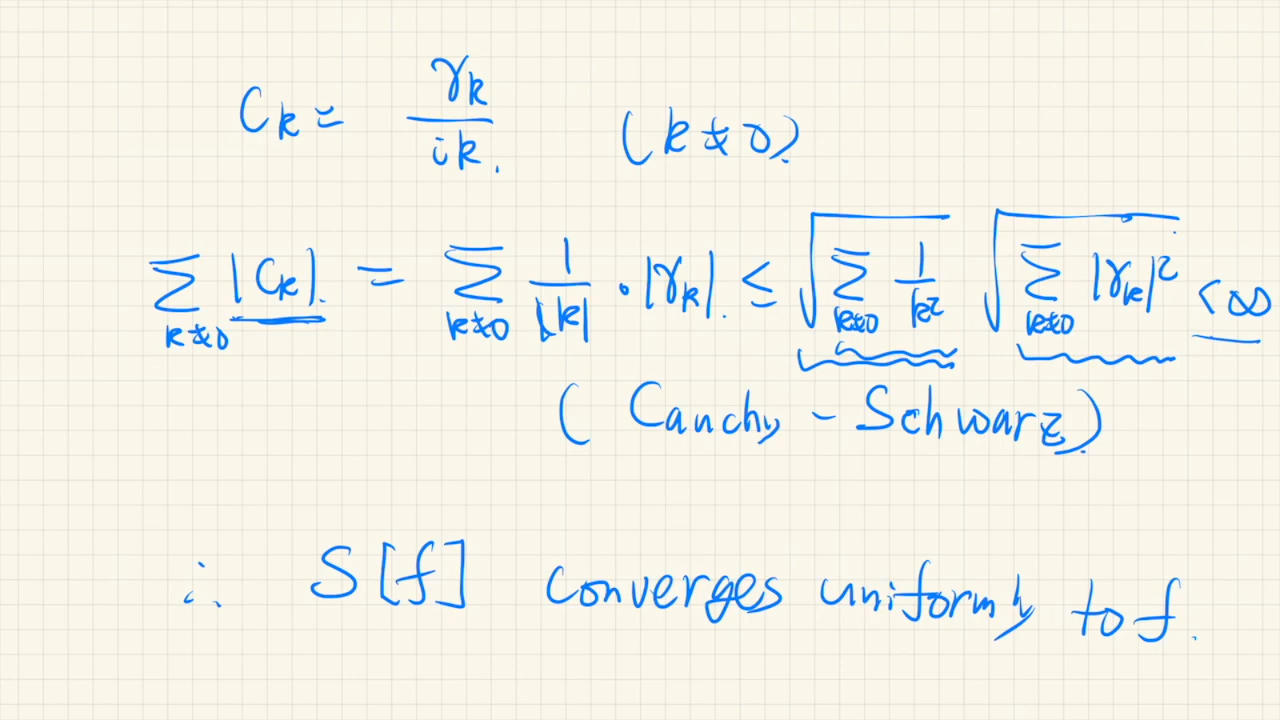 C_k = γ_k / ik. (k ≠ 0).
∑_{k≠0} |C_k|. = ∑_{k≠0} 1/|k| · |γ_k|. ≤ √(∑_{k≠0} 1/k²) √(∑_{k≠0} |γ_k|²) < ∞
( Cauchy - Schwarz ).
∴ S[f] converges uniformly to f.